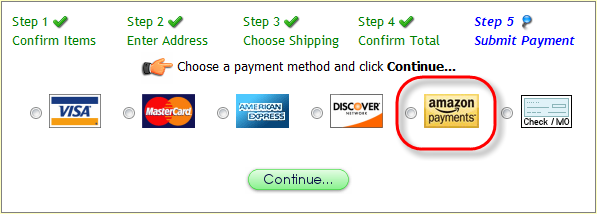 Step 1 Step 2 Step 3 Step 4 Step 5
Confirm Items Enter Address Choose Shipping Confirm Total Submit Payment
Choose a payment method and click Continue...
VISA MasterCard AMERICAN EXPRESS DISCOVER NETWORK amazon payments Check / MO
Continue...